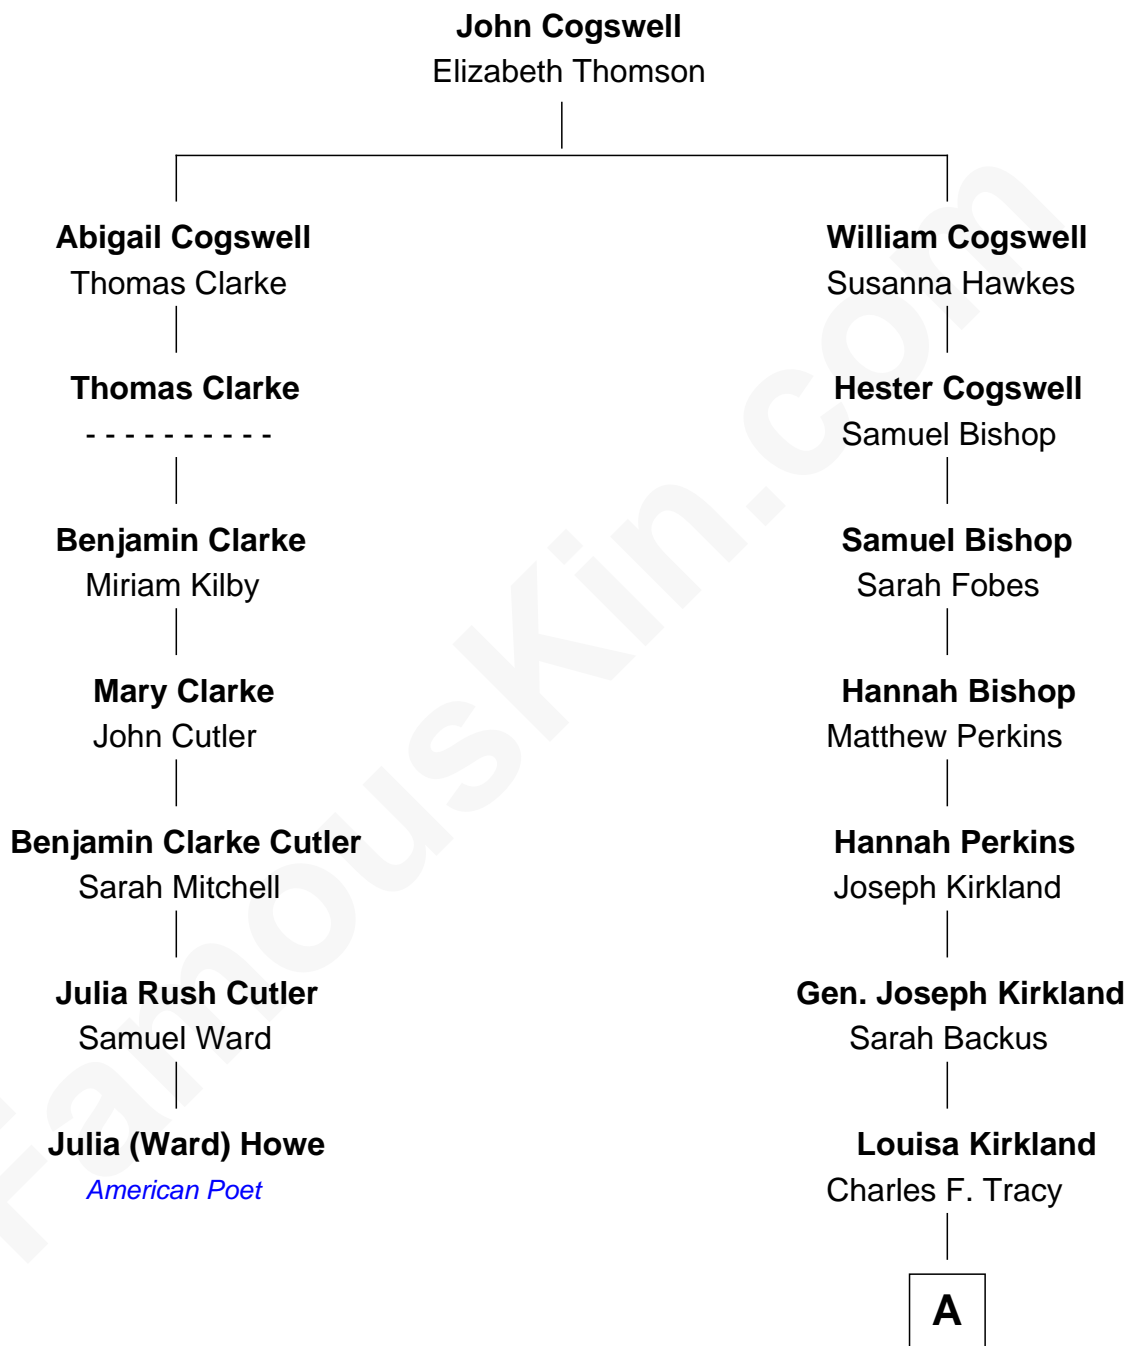 John Cogswell
Elizabeth Thomson
Abigail Cogswell
Thomas Clarke
William Cogswell
Susanna Hawkes
Thomas Clarke
- - - - - - - - - -
Hester Cogswell
Samuel Bishop
Benjamin Clarke
Miriam Kilby
Samuel Bishop
Sarah Fobes
Mary Clarke
John Cutler
Hannah Bishop
Matthew Perkins
Benjamin Clarke Cutler
Sarah Mitchell
Hannah Perkins
Joseph Kirkland
Julia Rush Cutler
Samuel Ward
Gen. Joseph Kirkland
Sarah Backus
Julia (Ward) Howe
American Poet
Louisa Kirkland
Charles F. Tracy
A
FamousKin.com